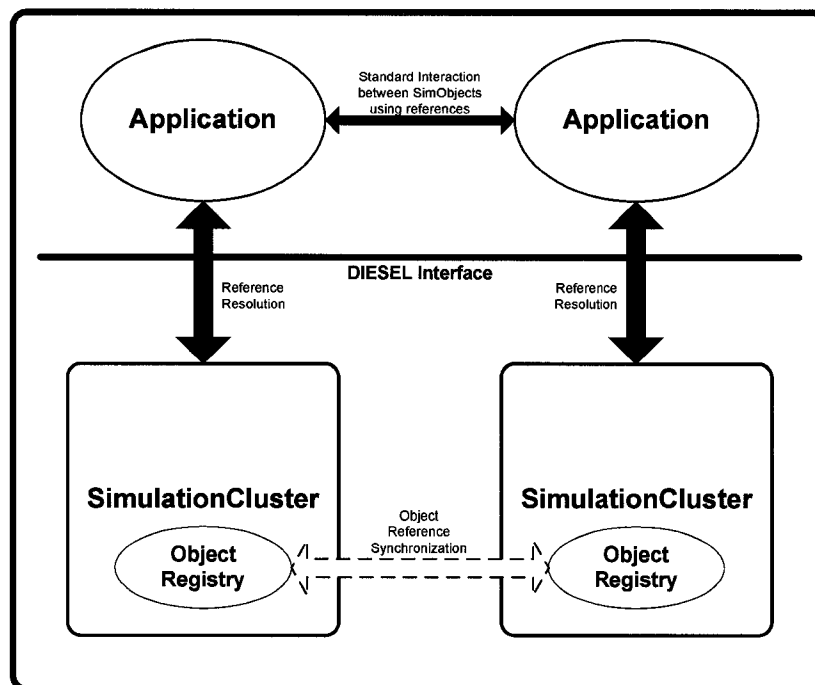 Standard Interaction
between SimObjects
using references
Application
Application
DIESEL Interface
Reference
Resolution
Reference
Resolution
SimulationCluster
SimulationCluster
Object
Reference
Synchronization
Object
Registry
Object
Registry